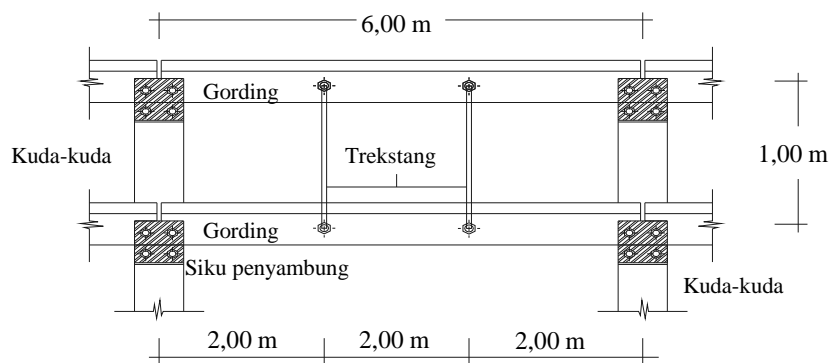 6,00 m
Gording
Kuda-kuda
Trekstang
1,00 m
Gording
Siku penyambung
Kuda-kuda
2,00 m
2,00 m
2,00 m